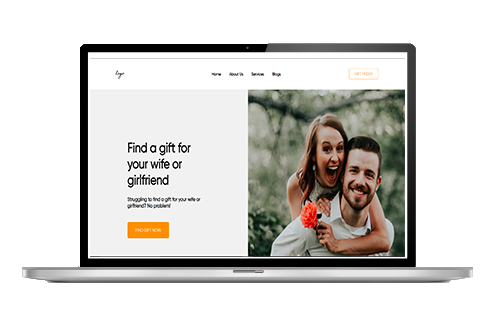 logo
Home About Us Services Blogs
GET STARTED
Find a gift for
your wife or
girlfriend
Struggling to find a gift for your wife or
girlfriend? No problem!
FIND GIFT NOW